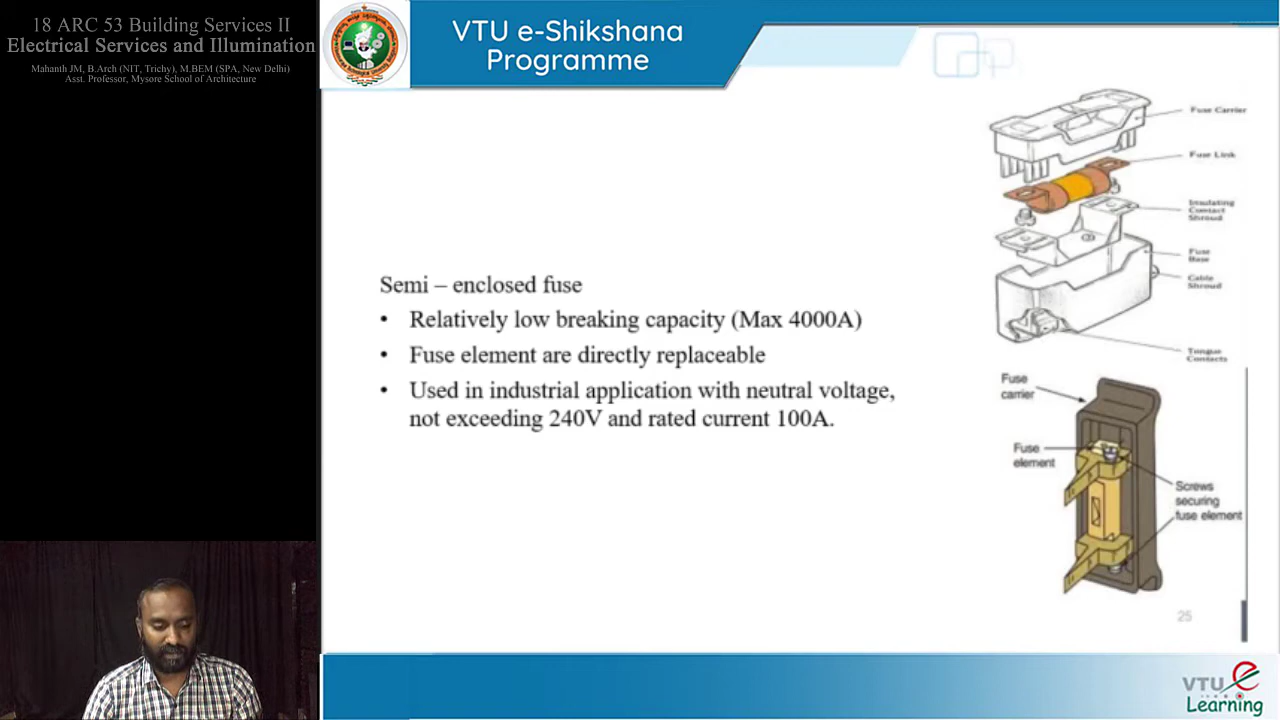 18 ARC 53 Building Services II
Electrical Services and Illumination
Mahanth JM, B.Arch (NIT, Trichy), M.BEM (SPA, New Delhi)
Asst. Professor, Mysore School of Architecture
VTU e-Shikshana
Programme
Semi – enclosed fuse
• Relatively low breaking capacity (Max 4000A)
• Fuse element are directly replaceable
• Used in industrial application with neutral voltage,
not exceeding 240V and rated current 100A.
Fuse Carrier
Fuse Link
Insulating
Contact
Shroud
Fuse
Base
Cable
Shroud
Tongue
Contacts
Fuse
carrier
Fuse
element
Screws
securing
fuse element
25
VTU e
Learning